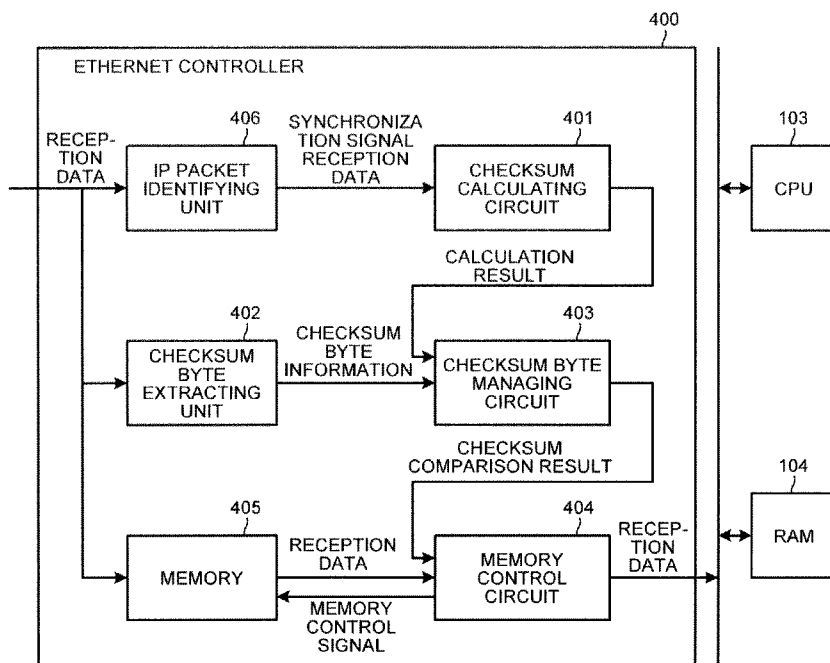 400
ETHERNET CONTROLLER
RECEP-
TION
DATA
406
IP PACKET
IDENTIFYING
UNIT
SYNCHRONIZA
TION SIGNAL
RECEPTION
DATA
401
CHECKSUM
CALCULATING
CIRCUIT
103
CPU
CALCULATION
RESULT
402
CHECKSUM
BYTE
EXTRACTING
UNIT
CHECKSUM
BYTE
INFORMATION
403
CHECKSUM BYTE
MANAGING
CIRCUIT
CHECKSUM
COMPARISON RESULT
405
MEMORY
RECEPTION
DATA
MEMORY
CONTROL
SIGNAL
404
MEMORY
CONTROL
CIRCUIT
RECEP-
TION
DATA
104
RAM